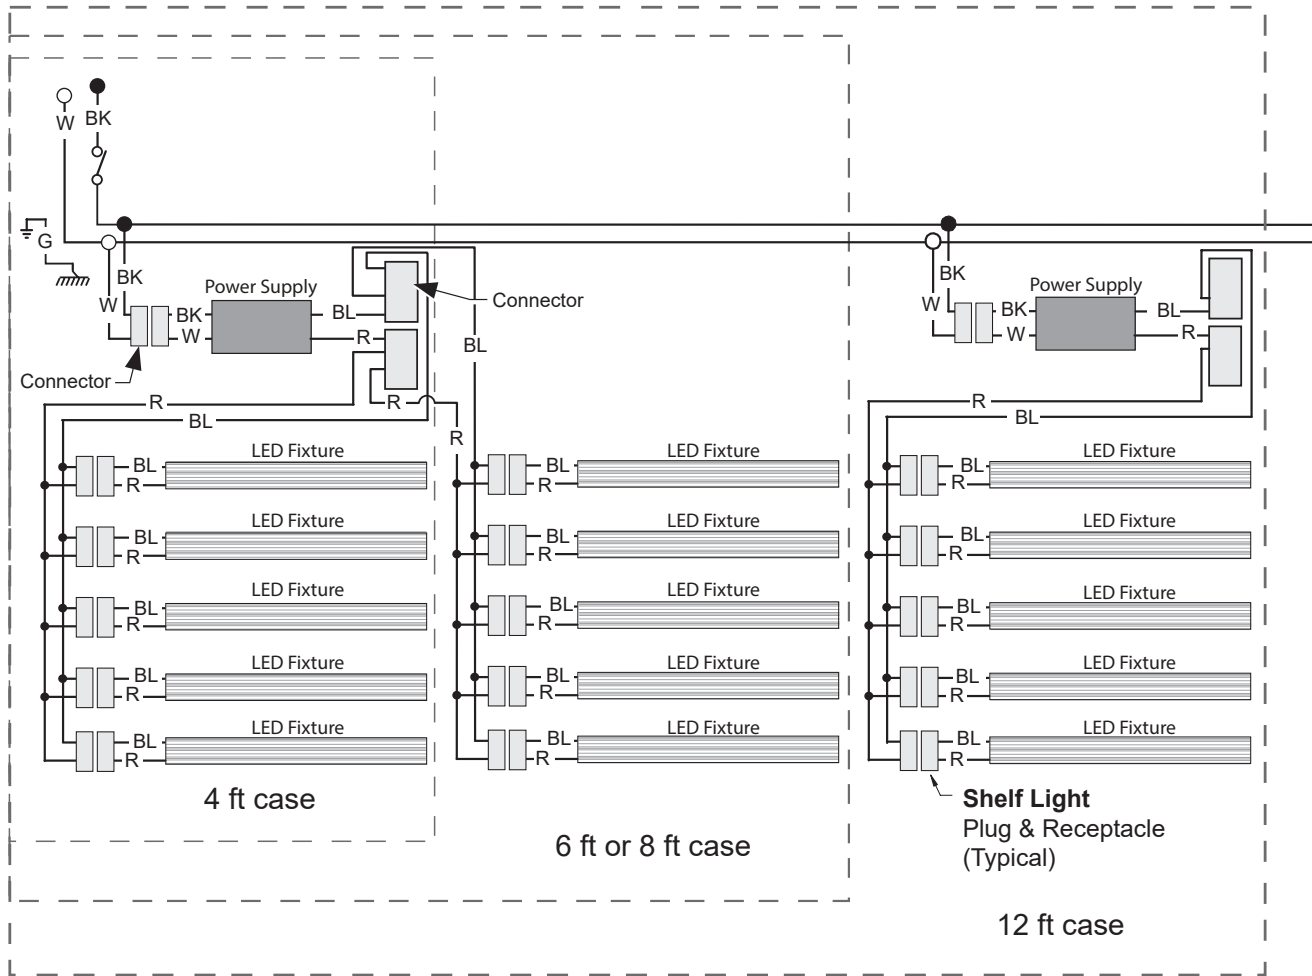 W
BK
G
BK
W
Power Supply
BK
W
BL
R
Connector
Connector
BL
R
BL
R
R
BK
W
Power Supply
BK
W
BL
R
R
BL
LED Fixture
BL
R
LED Fixture
BL
R
LED Fixture
BL
R
LED Fixture
BL
R
LED Fixture
BL
R
4 ft case
LED Fixture
BL
R
LED Fixture
BL
R
LED Fixture
BL
R
LED Fixture
BL
R
LED Fixture
BL
R
6 ft or 8 ft case
LED Fixture
BL
R
LED Fixture
BL
R
LED Fixture
BL
R
LED Fixture
BL
R
LED Fixture
BL
R
Shelf Light
Plug & Receptacle
(Typical)
12 ft case